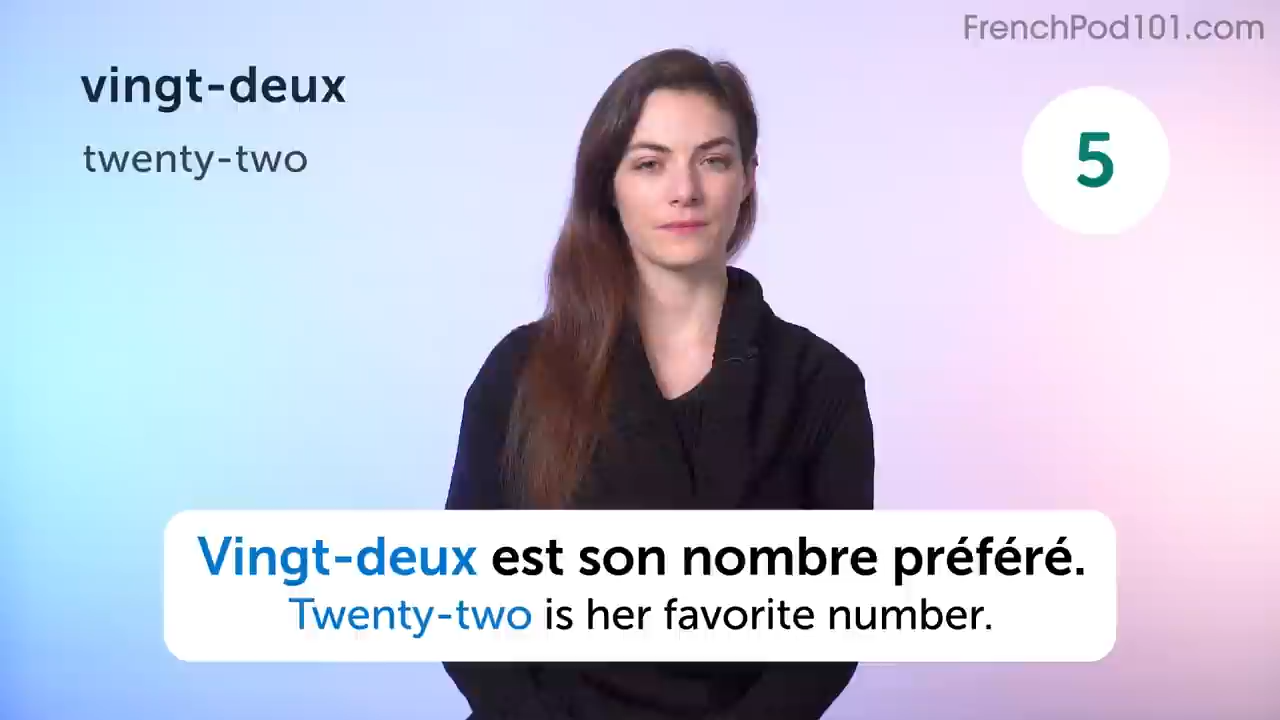 FrenchPod101.com
vingt-deux
twenty-two
5
Vingt-deux est son nombre préféré.
Twenty-two is her favorite number.